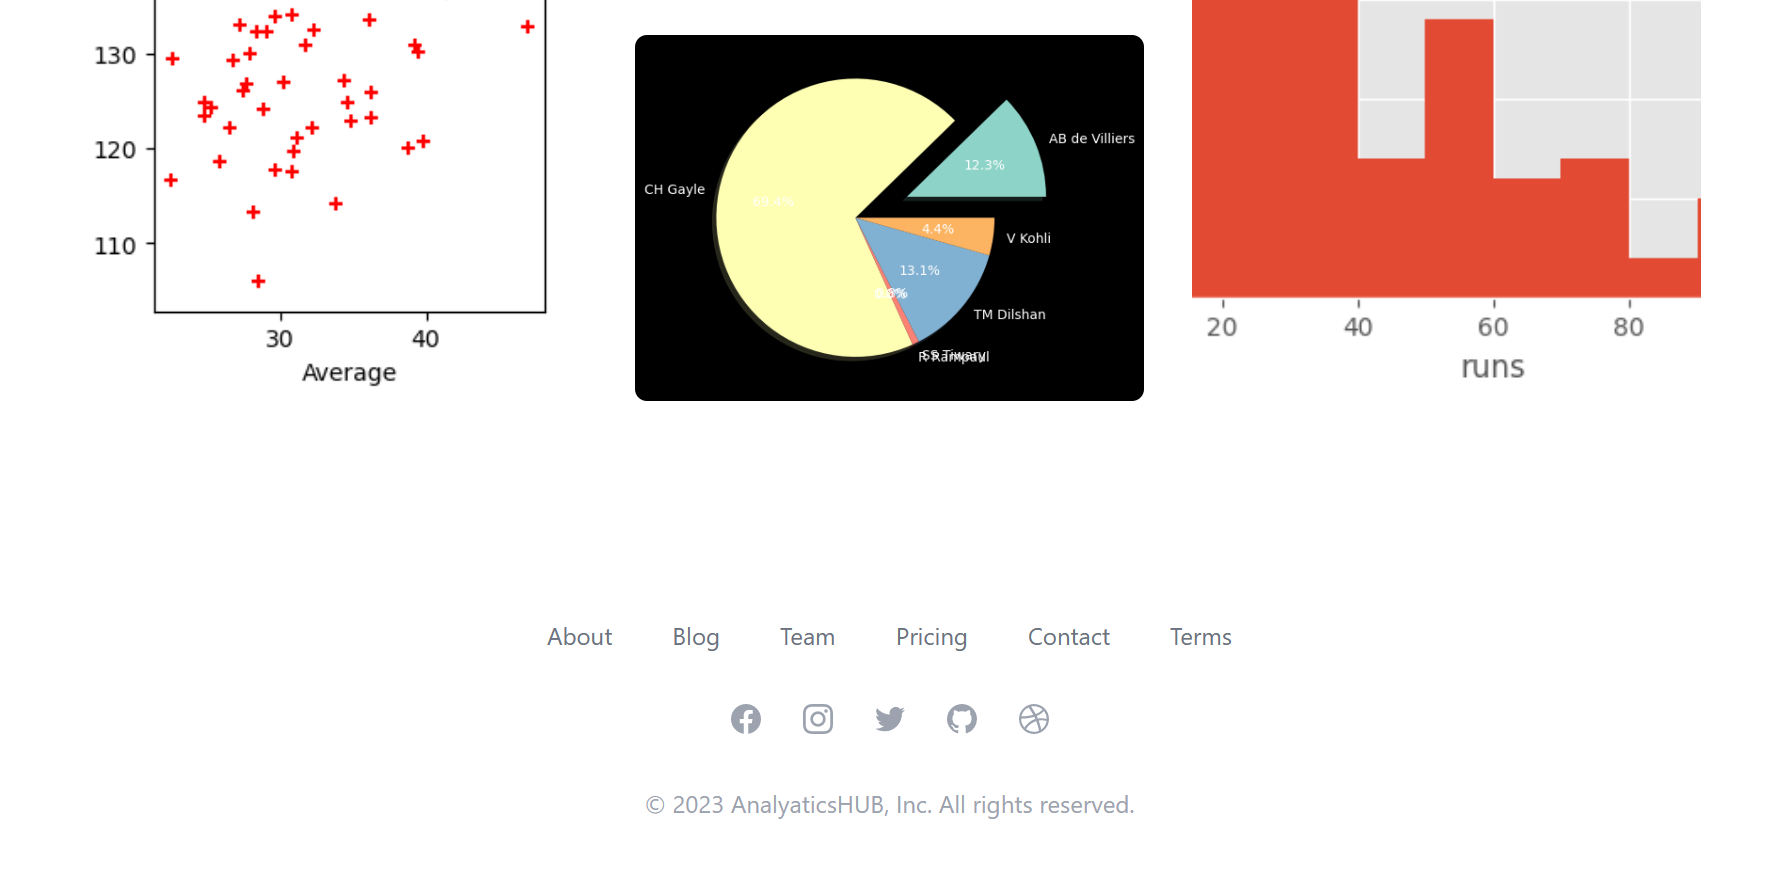 130
120
110
30 40
Average
AB de Villiers
12.3%
CH Gayle
69.4%
4.4%
V Kohli
13.1%
TM Dilshan
SS Tiwary
R Rampaul
20 40 60 80
runs
About Blog Team Pricing Contact Terms
© 2023 AnalyaticsHUB, Inc. All rights reserved.